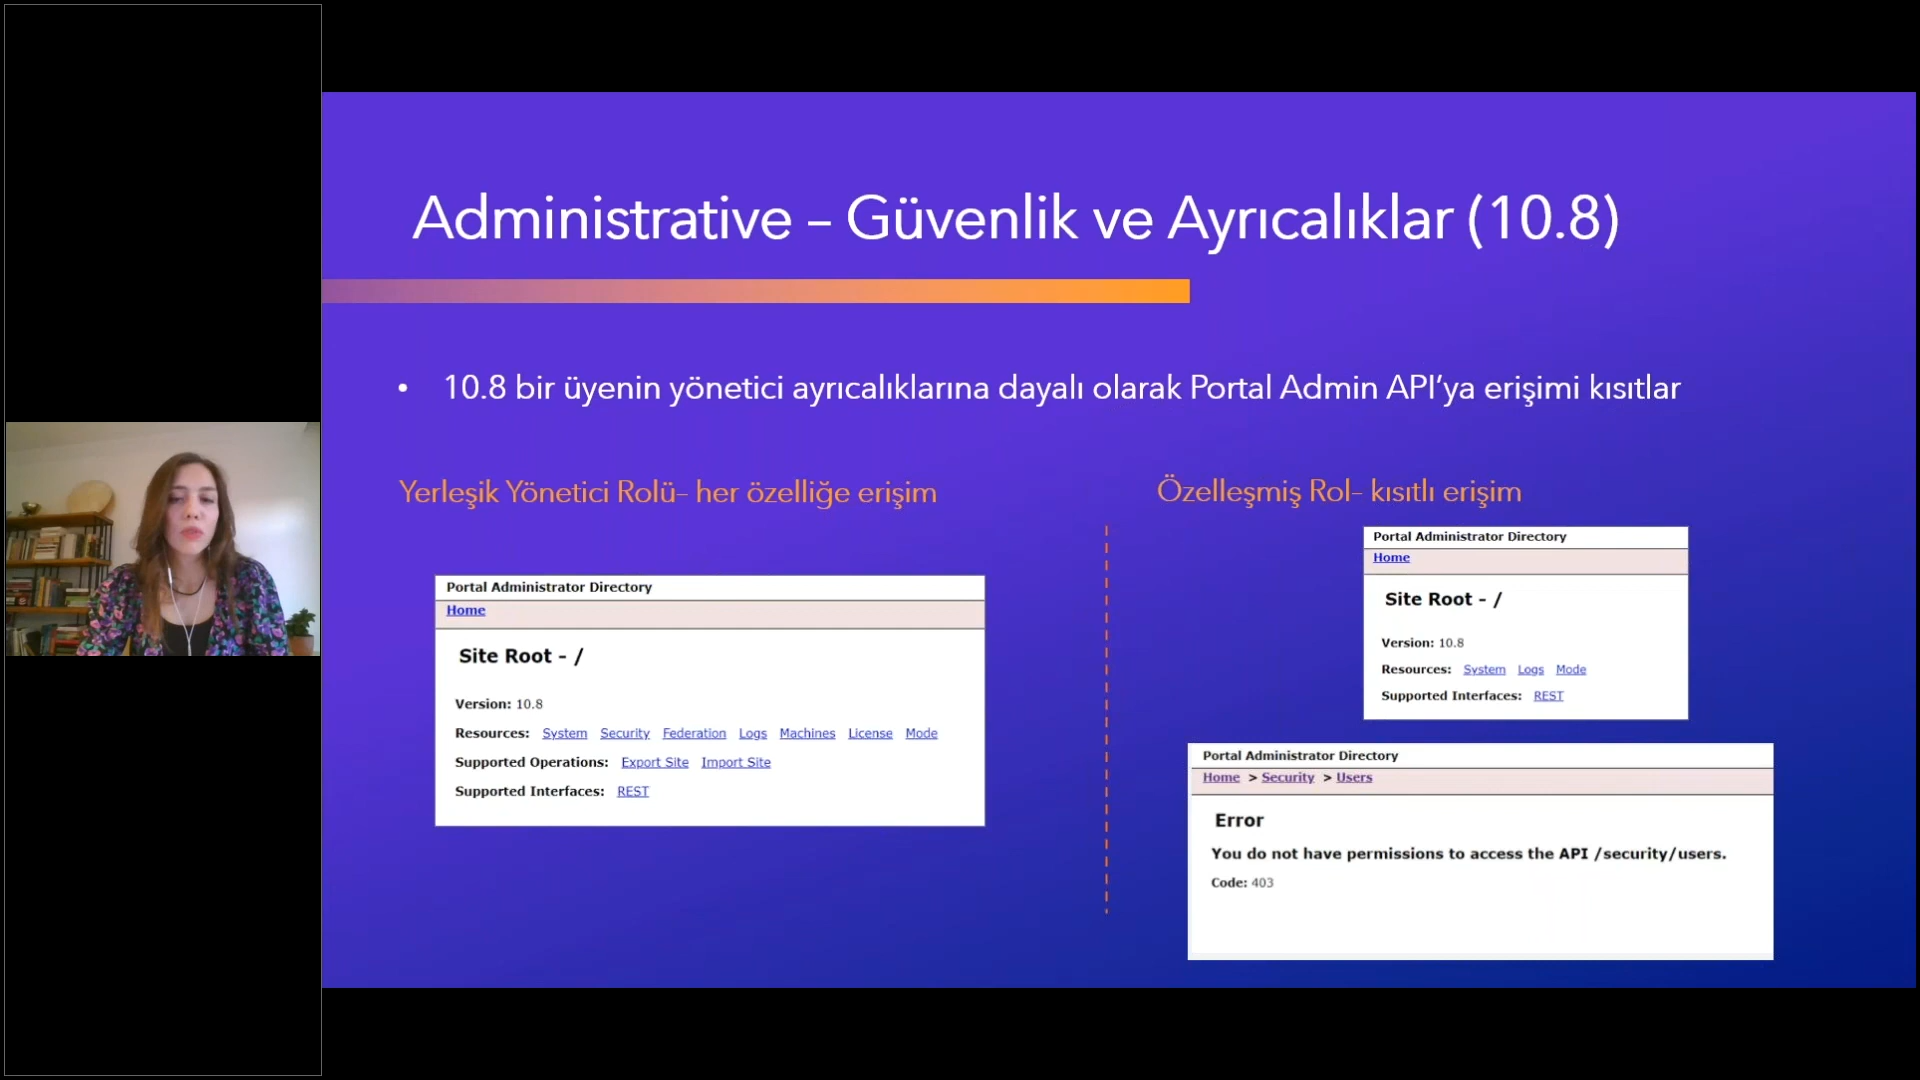 Administrative – Güvenlik ve Ayrıcalıklar (10.8)
• 10.8 bir üyenin yönetici ayrıcalıklarına dayalı olarak Portal Admin API’ya erişimi kısıtlar
Yerleşik Yönetici Rolü- her özelliğe erişim
Portal Administrator Directory
Home
Site Root - /
Version: 10.8
Resources: System Security Federation Logs Machines License Mode
Supported Operations: Export Site Import Site
Supported Interfaces: REST
Özelleşmiş Rol- kısıtlı erişim
Portal Administrator Directory
Home
Site Root - /
Version: 10.8
Resources: System Logs Mode
Supported Interfaces: REST
Portal Administrator Directory
Home > Security > Users
Error
You do not have permissions to access the API /security/users.
Code: 403